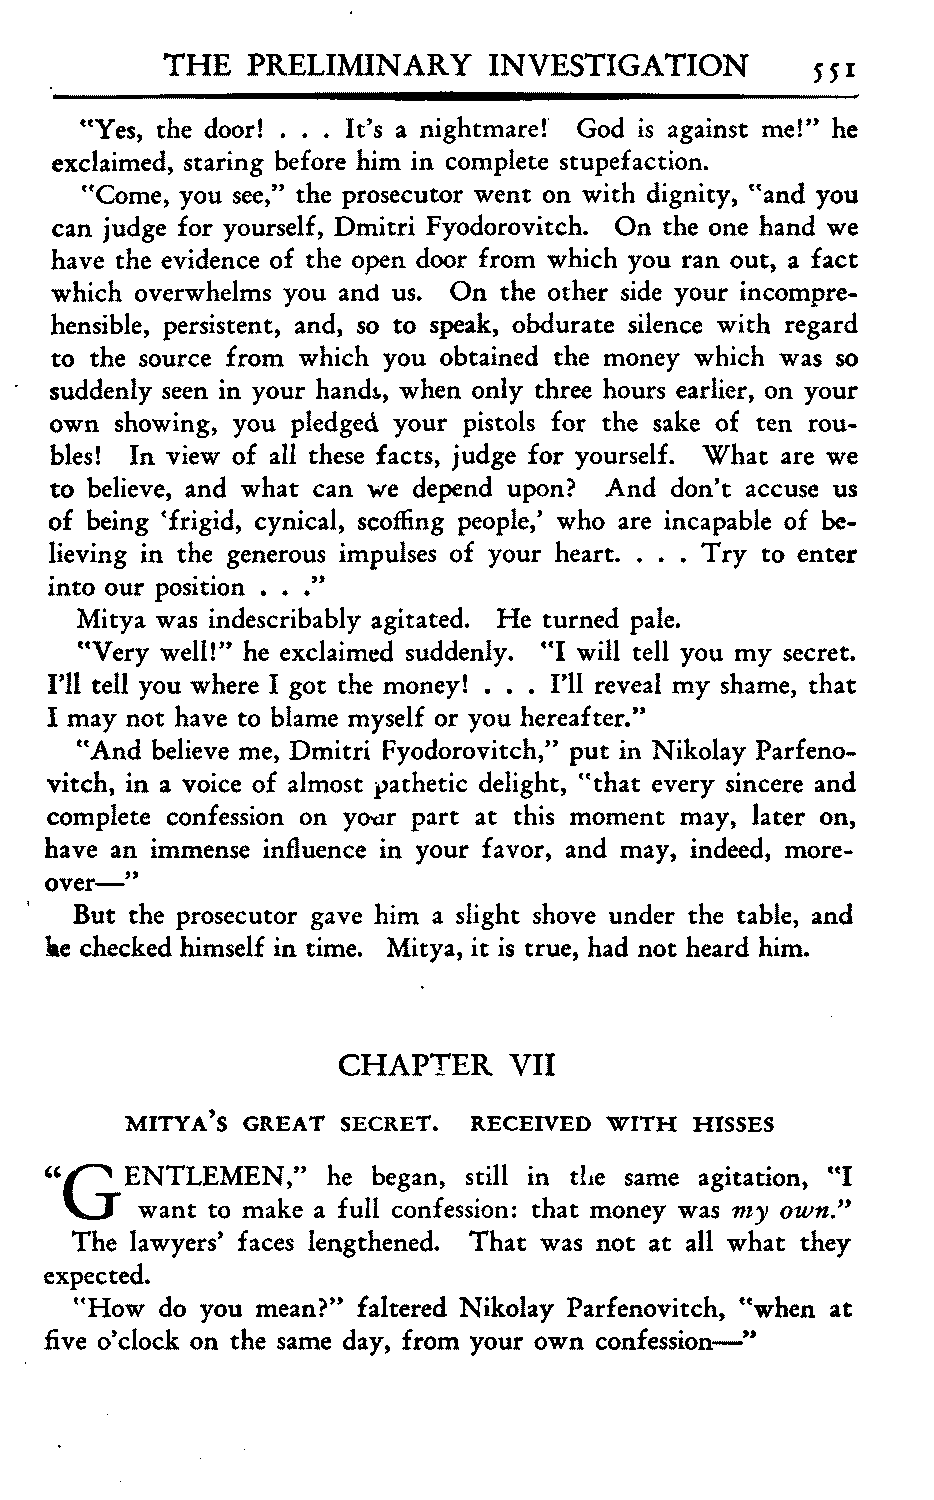 THE PRELIMINARY INVESTIGATION 551
"Yes, the door! . . . It's a nightmare! God is against me!" he
exclaimed, staring before him in complete stupefaction.
"Come, you see," the prosecutor went on with dignity, "and you
can judge for yourself, Dmitri Fyodorovitch. On the one hand we
have the evidence of the open door from which you ran out, a fact
which overwhelms you and us. On the other side your incompre-
hensible, persistent, and, so to speak, obdurate silence with regard
to the source from which you obtained the money which was so
suddenly seen in your hands, when only three hours earlier, on your
own showing, you pledged your pistols for the sake of ten rou-
bles! In view of all these facts, judge for yourself. What are we
to believe, and what can we depend upon? And don't accuse us
of being 'frigid, cynical, scoffing people,' who are incapable of be-
lieving in the generous impulses of your heart. . . . Try to enter
into our position . . ."
Mitya was indescribably agitated. He turned pale.
"Very well!" he exclaimed suddenly. "I will tell you my secret.
I'll tell you where I got the money! . . . I'll reveal my shame, that
I may not have to blame myself or you hereafter."
"And believe me, Dmitri Fyodorovitch," put in Nikolay Parfeno-
vitch, in a voice of almost pathetic delight, "that every sincere and
complete confession on your part at this moment may, later on,
have an immense influence in your favor, and may, indeed, more-
over—"
But the prosecutor gave him a slight shove under the table, and
he checked himself in time. Mitya, it is true, had not heard him.
CHAPTER VII
MITYA'S GREAT SECRET. RECEIVED WITH HISSES
"GENTLEMEN," he began, still in the same agitation, "I
want to make a full confession: that money was my own."
The lawyers' faces lengthened. That was not at all what they
expected.
"How do you mean?" faltered Nikolay Parfenovitch, "when at
five o'clock on the same day, from your own confession—"